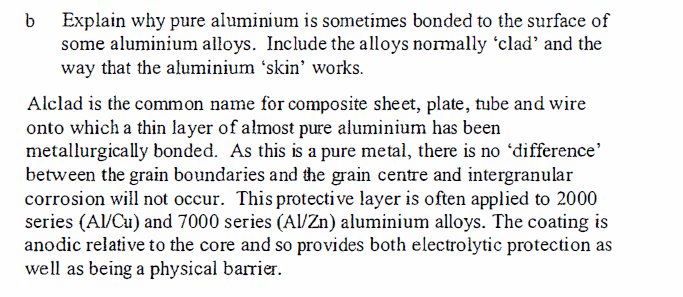 b Explain why pure aluminium is sometimes bonded to the surface of
some aluminium alloys. Include the alloys normally ‘clad’ and the
way that the aluminium ‘skin’ works.
Alclad is the common name for composite sheet, plate, tube and wire
onto which a thin layer of almost pure aluminium has been
metallurgically bonded. As this is a pure metal, there is no ‘difference’
between the grain boundaries and the grain centre and intergranular
corrosion will not occur. This protective layer is often applied to 2000
series (Al/Cu) and 7000 series (Al/Zn) aluminium alloys. The coating is
anodic relative to the core and so provides both electrolytic protection as
well as being a physical barrier.